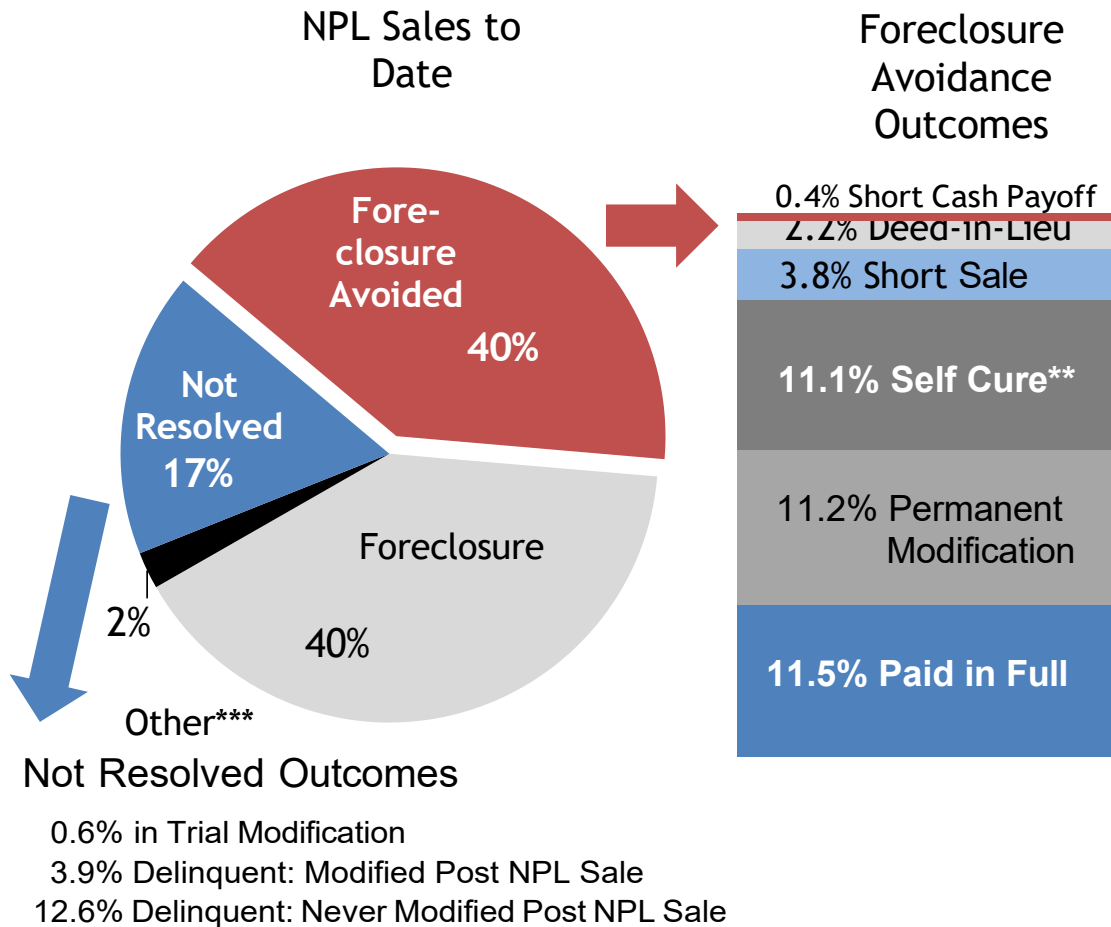 NPL Sales to
Date
Foreclosure
Avoidance
Outcomes
Fore-
closure
Avoided
40%
Not
Resolved
17%
2%
Other***
Foreclosure
40%
0.4% Short Cash Payoff
2.2% Deed-in-Lieu
3.8% Short Sale
11.1% Self Cure**
11.2% Permanent
Modification
11.5% Paid in Full
Not Resolved Outcomes
0.6% in Trial Modification
3.9% Delinquent: Modified Post NPL Sale
12.6% Delinquent: Never Modified Post NPL Sale